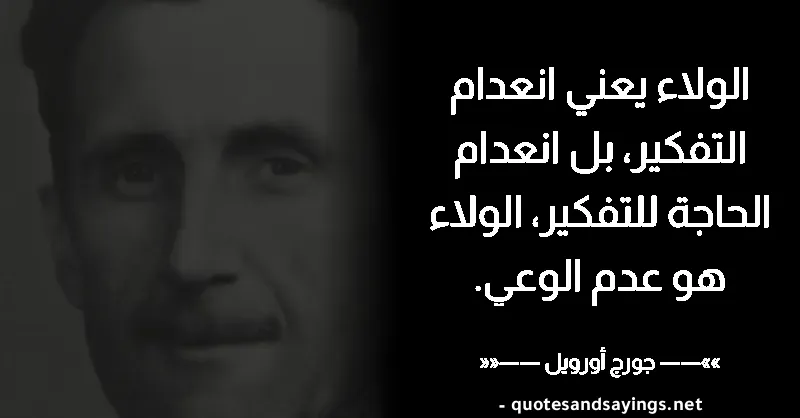 الولاء يعني انعدام
التفكير، بل انعدام
الحاجة للتفكير، الولاء
هو عدم الوعي.
»—— جورج أورويل ——«
- quotesandsayings.net